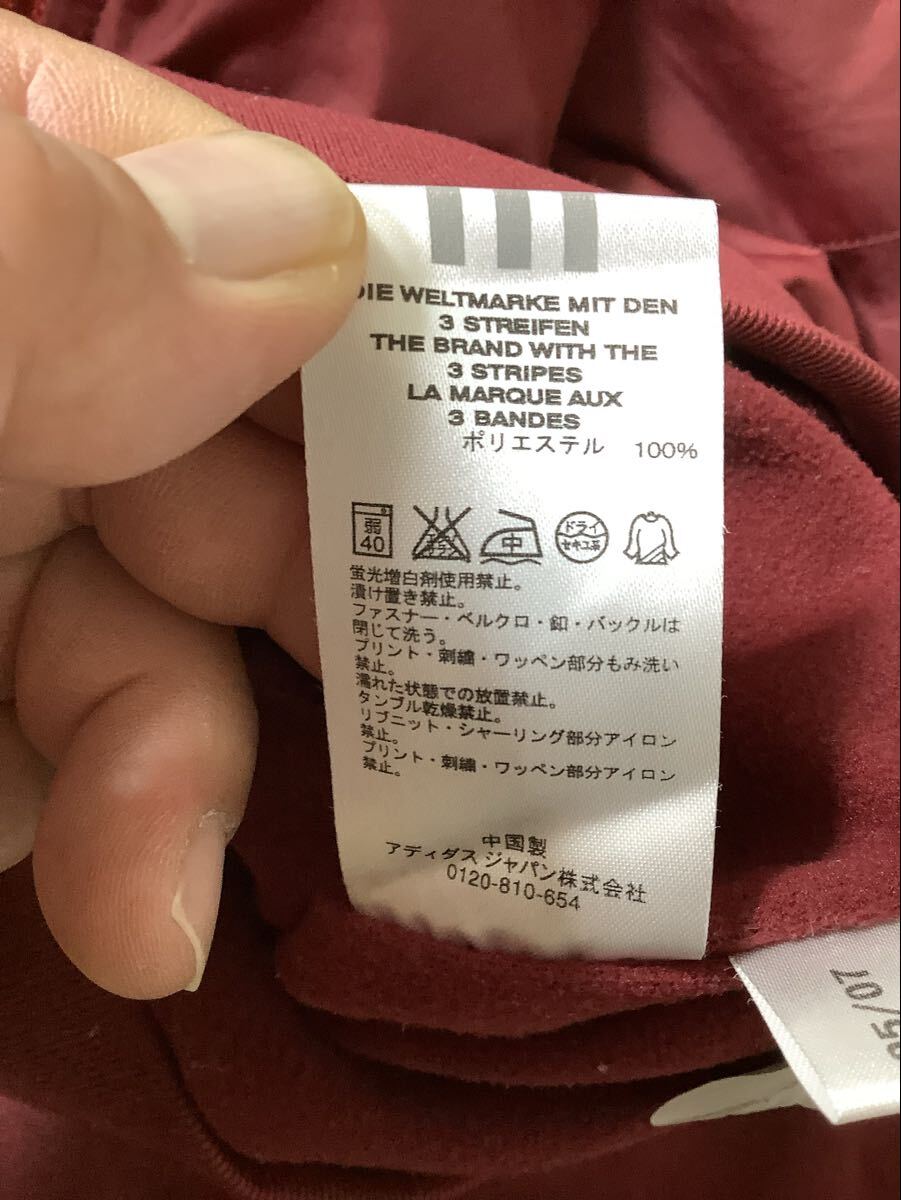 DIE WELTMARKE MIT DEN
3 STREIFEN
THE BRAND WITH THE
3 STRIPES
LA MARQUE AUX
3 BANDES
ポリエステル 100%
弱
40
中
ドライ
セキユ系
蛍光増白剤使用禁止。
漬け置き禁止。
ファスナー・ベルクロ・釦・バックルは
閉じて洗う。
プリント・刺繍・ワッペン部分もみ洗い
禁止。
濡れた状態での放置禁止。
タンブル乾燥禁止。
リブニット・シャーリング部分アイロン
禁止。
プリント・刺繍・ワッペン部分アイロン
禁止。
中国製
アディダス ジャパン株式会社
0120-810-654
05/07